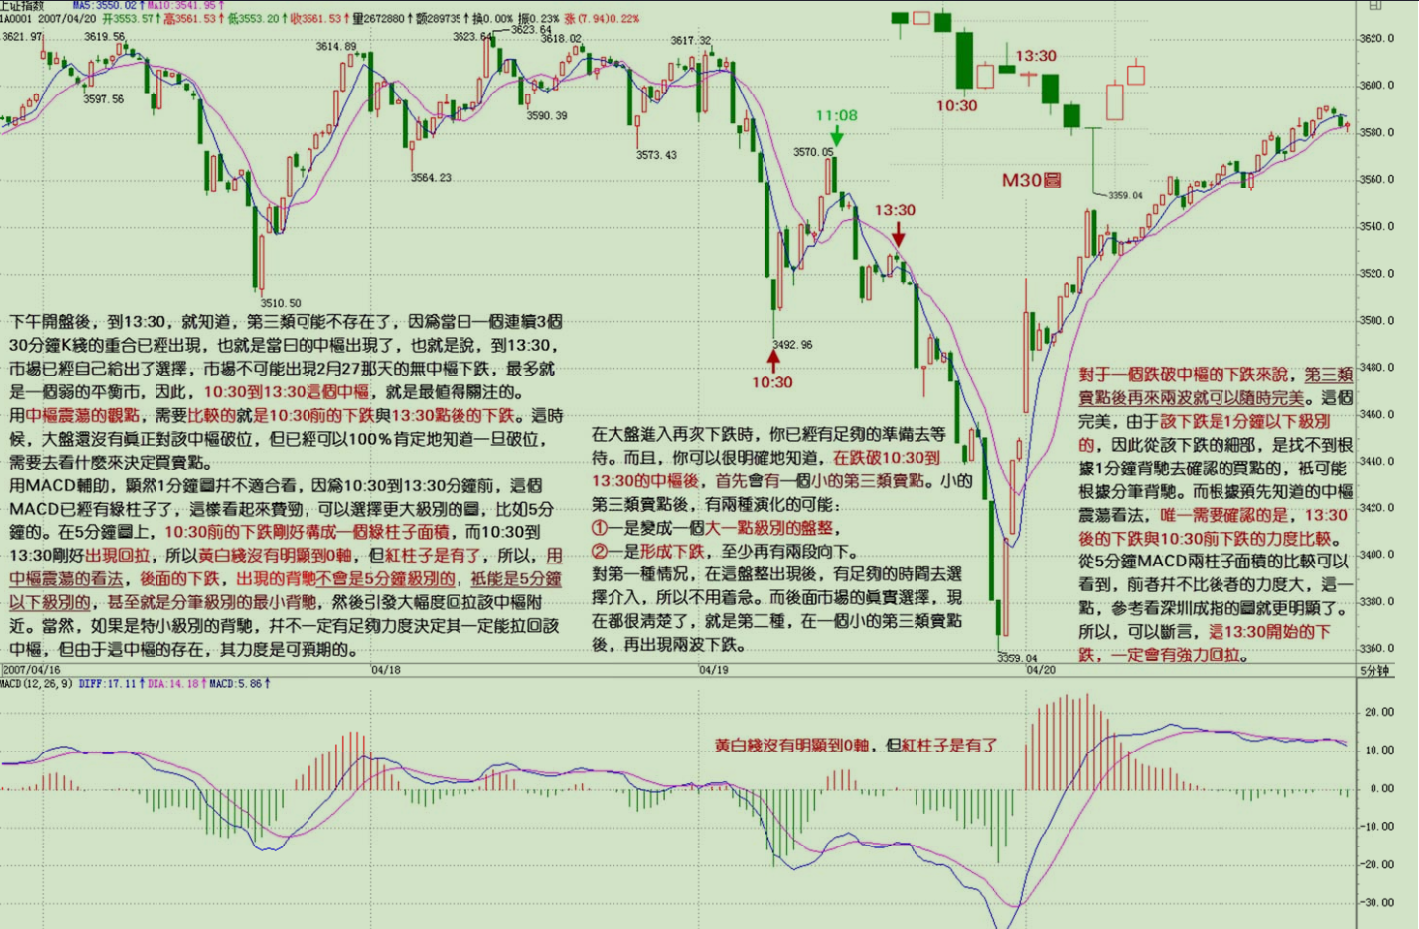 上证指数 MA5:3550.02↑ MA10:3541.95↑
1A0001 2007/04/20 开3553.57↑ 高3561.53↑ 低3553.20↑ 收3561.53↑ 量2672880↑ 额289735↑ 换0.00% 振0.23% 涨(7.94)0.22%
3621.97
3619.56
3597.56
3510.50
3614.89
3564.23
3623.64
3623.64
3618.02
3590.39
3573.43
3617.32
3492.96
10:30
3570.05
11:08
13:30
13:30
10:30
M30圖
3359.04
3359.04
3620.0
3600.0
3580.0
3560.0
3540.0
3520.0
3500.0
3480.0
3460.0
3440.0
3420.0
3400.0
3380.0
3360.0
下午開盤後，到13:30，就知道，第三類可能不存在了，因為當日一個連續3個
30分鐘K綫的重合已經出現，也就是當日的中樞出現了，也就是說，到13:30，
市場已經自己給出了選擇，市場不可能出現2月27那天的無中樞下跌，最多就
是一個弱的平衡市，因此，10:30到13:30這個中樞，就是最值得關注的。
用中樞震蕩的觀點，需要比較的就是10:30前的下跌與13:30點後的下跌。這時
候，大盤還沒有真正對該中樞破位，但已經可以100%肯定地知道一旦破位，
需要去看什麼來決定買賣點。
用MACD輔助，顯然1分鐘圖并不適合看，因為10:30到13:30分鐘前，這個
MACD已經有綠柱子了，這樣看起來費勁，可以選擇更大級別的圖，比如5分
鐘的。在5分鐘圖上，10:30前的下跌剛好構成一個綠柱子面積，而10:30到
13:30剛好出現回拉，所以黃白綫沒有明顯到0軸，但紅柱子是有了，所以，用
中樞震蕩的看法，後面的下跌，出現的背馳不會是5分鐘級別的，衹能是5分鐘
以下級別的，甚至就是分筆級別的最小背馳，然後引發大幅度回拉該中樞附
近。當然，如果是特小級別的背馳，并不一定有足夠力度決定其一定能拉回該
中樞，但由于這中樞的存在，其力度是可預期的。
在大盤進入再次下跌時，你已經有足夠的準備去等
待。而且，你可以很明確地知道，在跌破10:30到
13:30的中樞後，首先會有一個小的第三類賣點。小的
第三類賣點後，有兩種演化的可能：
①一是變成一個大一點級別的盤整，
②一是形成下跌，至少再有兩段向下。
對第一種情況，在這盤整出現後，有足夠的時間去選
擇介入，所以不用着急。而後面市場的真實選擇，現
在都很清楚了，就是第二種，在一個小的第三類賣點
後，再出現兩波下跌。
對于一個跌破中樞的下跌來說，第三類
賣點後再來兩波就可以隨時完美。這個
完美，由于該下跌是1分鐘以下級別
的，因此從該下跌的細部，是找不到根
據1分鐘背馳去確認的買點的，衹可能
根據分筆背馳。而根據預先知道的中樞
震蕩看法，唯一需要確認的是，13:30
後的下跌與10:30前下跌的力度比較。
從5分鐘MACD兩柱子面積的比較可以
看到，前者并不比後者的力度大，這一
點，參考看深圳成指的圖就更明顯了。
所以，可以斷言，這13:30開始的下
跌，一定會有強力回拉。
2007/04/16
04/18
04/19
04/20
5分钟
MACD(12,26,9) DIFF:17.11↑ DIA:14.18↑ MACD:5.86↑
黃白綫沒有明顯到0軸，但紅柱子是有了
20.00
10.00
0.00
-10.00
-20.00
-30.00